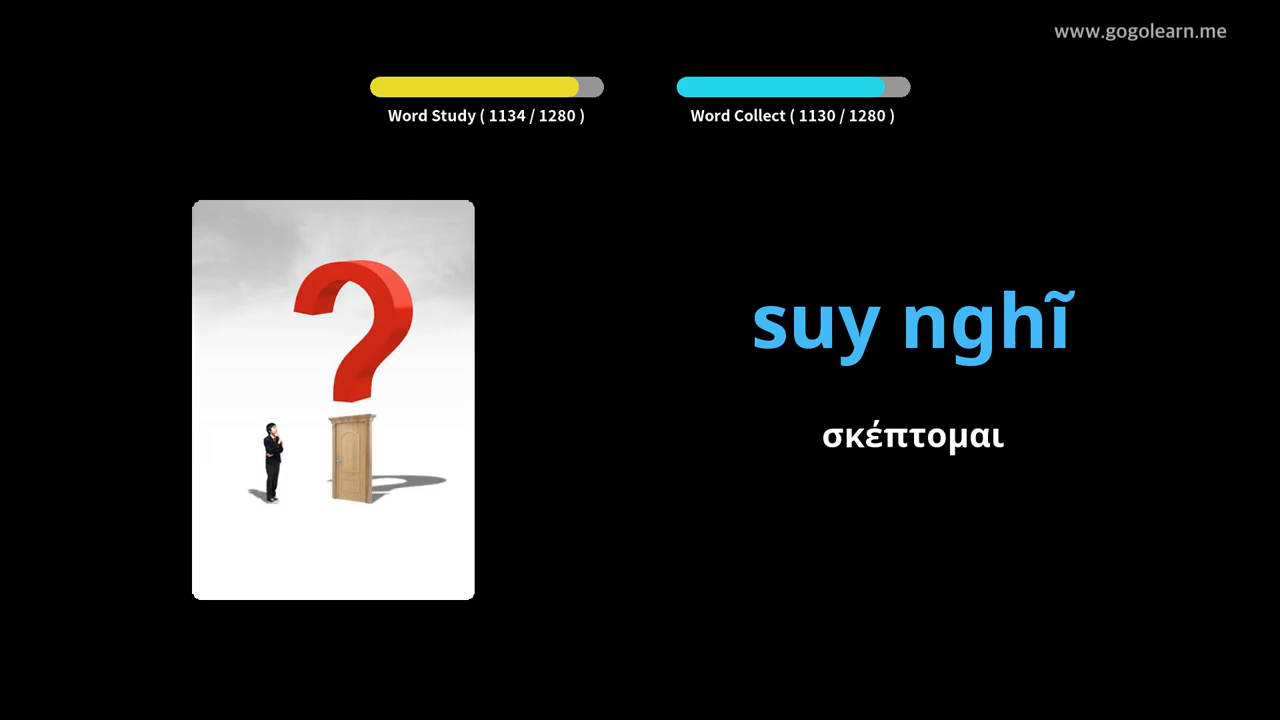 www.gogolearn.me
Word Study ( 1134 / 1280 )
Word Collect ( 1130 / 1280 )
suy nghĩ
σκέπτομαι